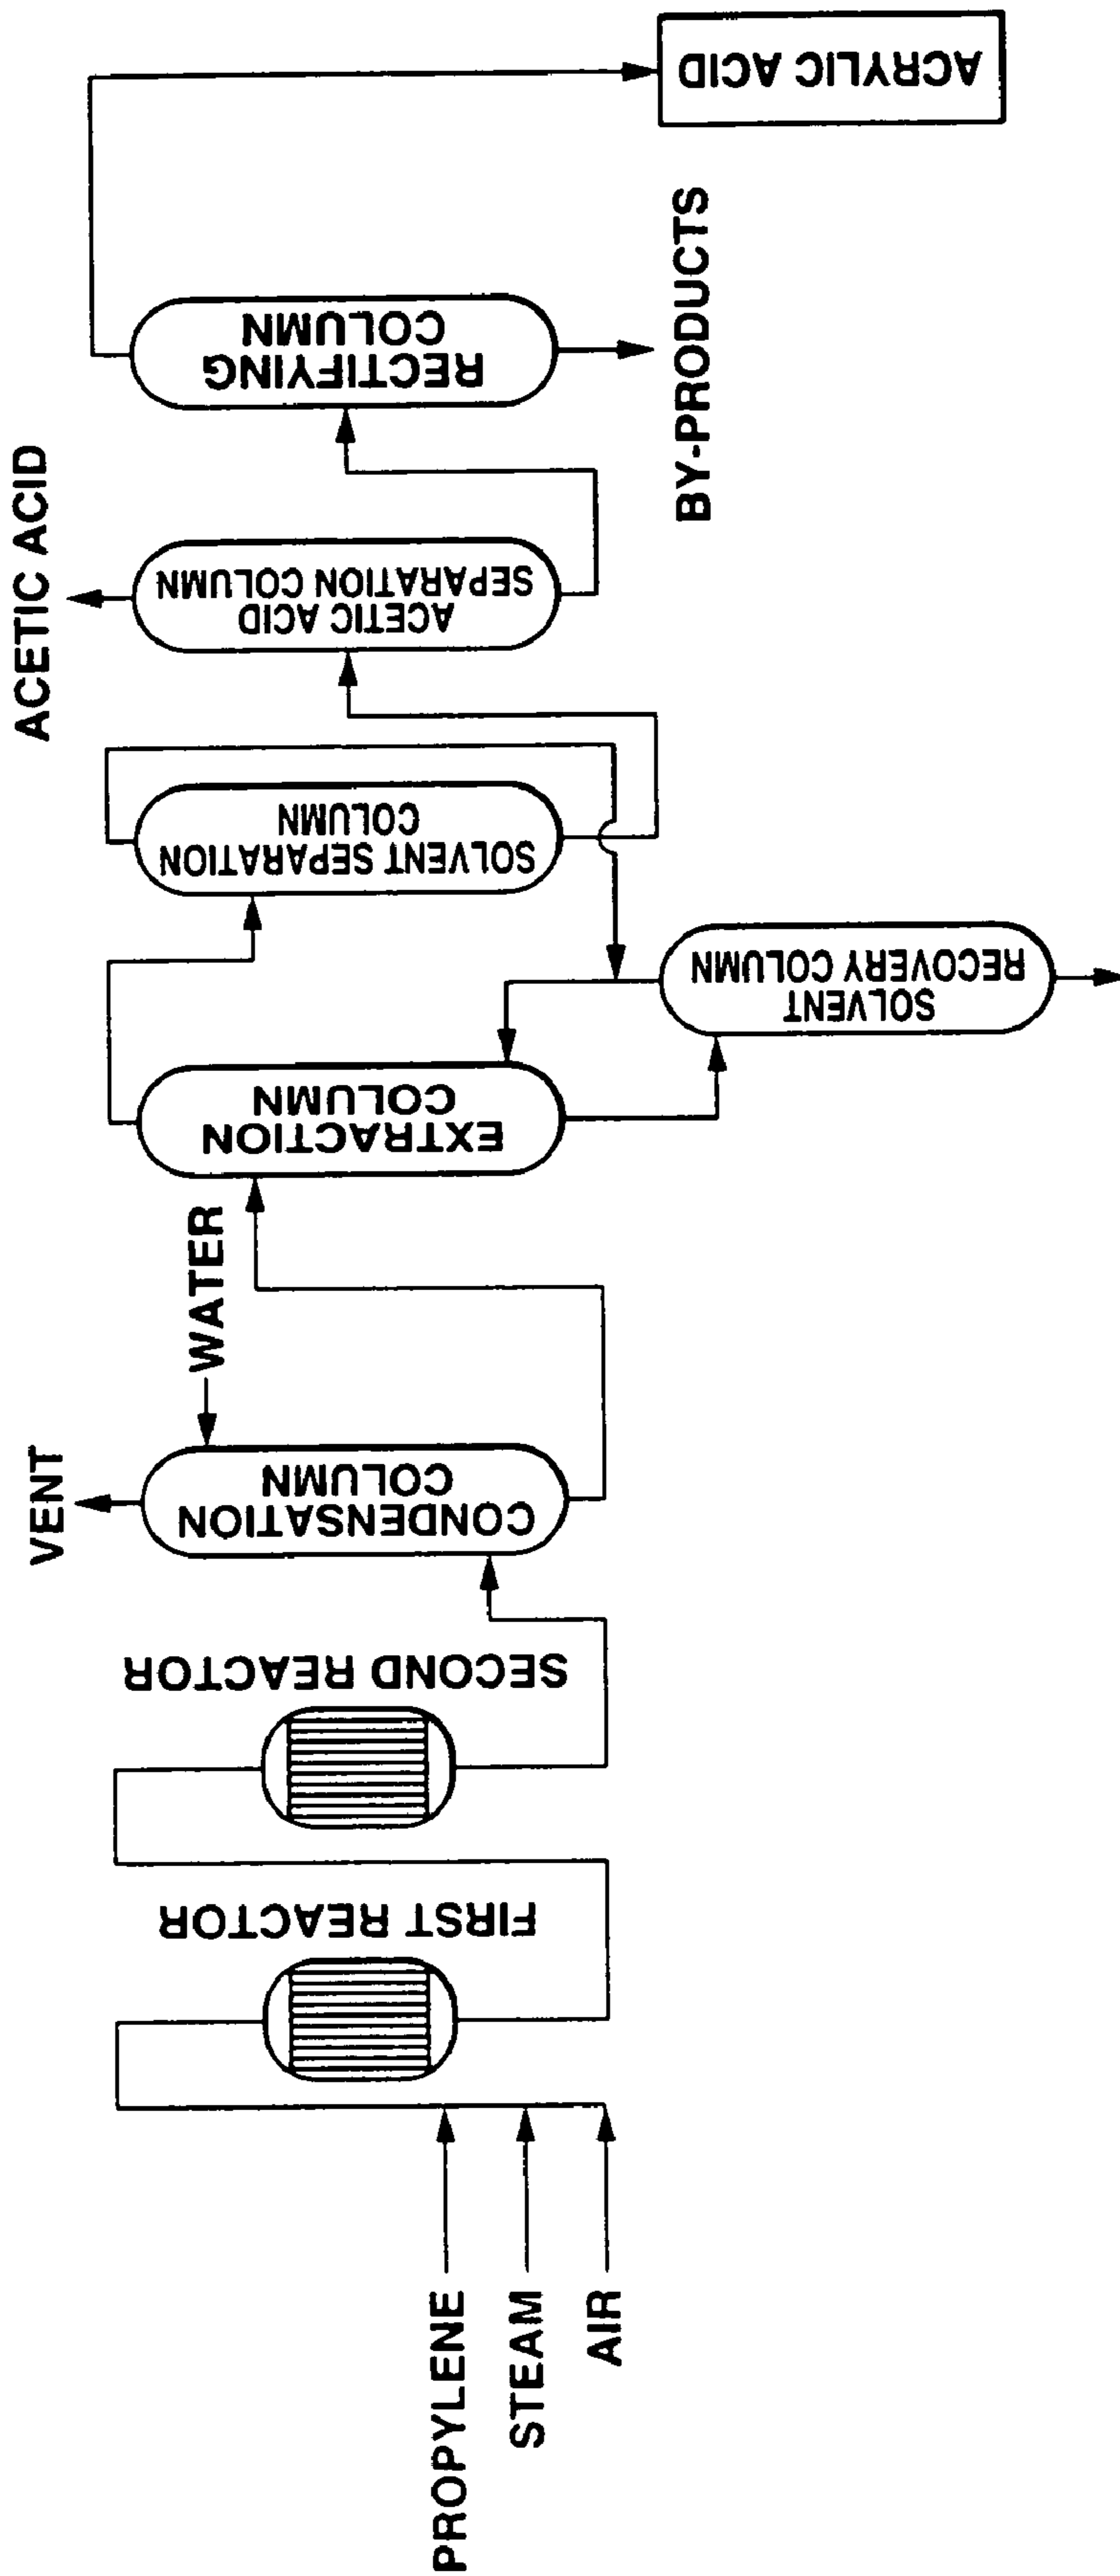 PROPYLENE
STEAM
AIR
FIRST REACTOR
SECOND REACTOR
VENT
WATER
CONDENSATION
COLUMN
EXTRACTION
COLUMN
SOLVENT
RECOVERY COLUMN
SOLVENT SEPARATION
COLUMN
ACETIC ACID
ACETIC ACID
SEPARATION COLUMN
RECTIFYING
COLUMN
BY-PRODUCTS
ACRYLIC ACID